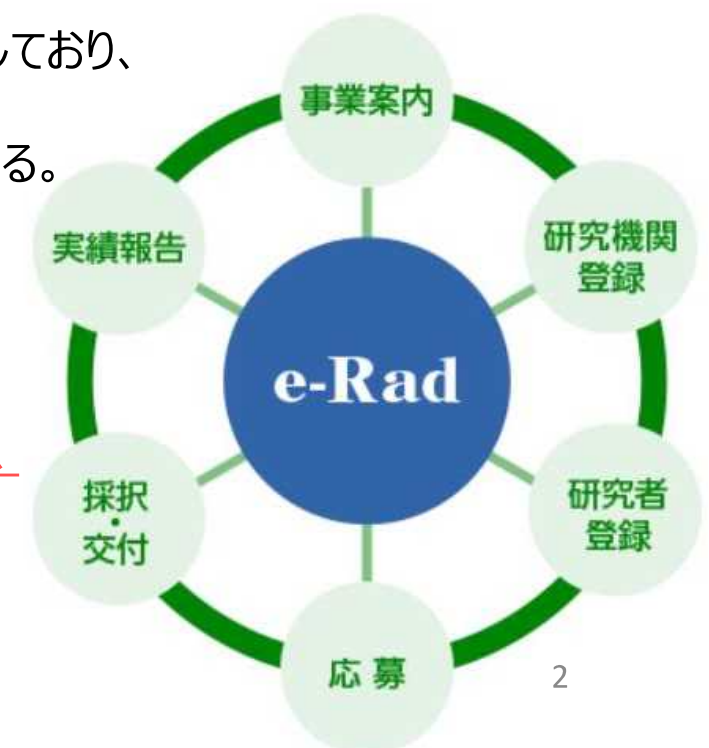 しており、
る。
事業案内
研究機関
登録
研究者
登録
応 募
採択
・
交付
実績報告
e-Rad
2